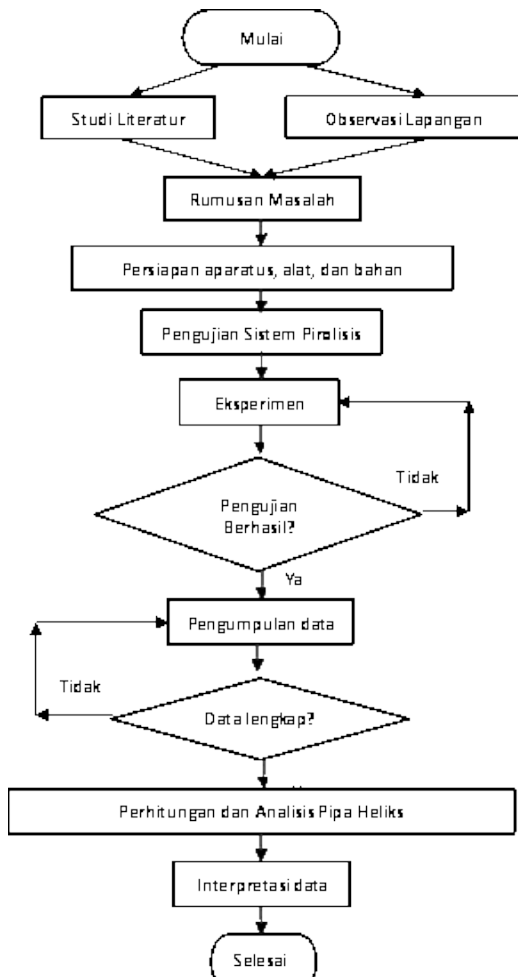 Mulai
Studi Literatur
Observasi Lapangan
Rumusan Masalah
Persiapan aparatus, alat, dan bahan
Pengujian Sistem Pirolisis
Eksperimen
Tidak
Pengujian
Berhasil?
Ya
Pengumpulan data
Tidak
Data lengkap?
Perhitungan dan Analisis Pipa Heliks
Interpretasi data
Selesai